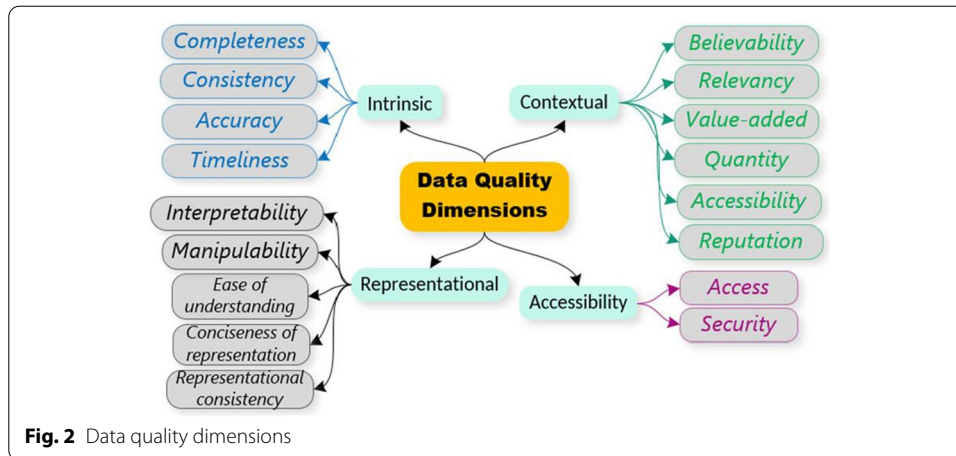 Data Quality
Dimensions
Intrinsic
Completeness
Consistency
Accuracy
Timeliness
Contextual
Believability
Relevancy
Value-added
Quantity
Accessibility
Reputation
Representational
Interpretability
Manipulability
Ease of
understanding
Conciseness of
representation
Representational
consistency
Accessibility
Access
Security
Fig. 2 Data quality dimensions